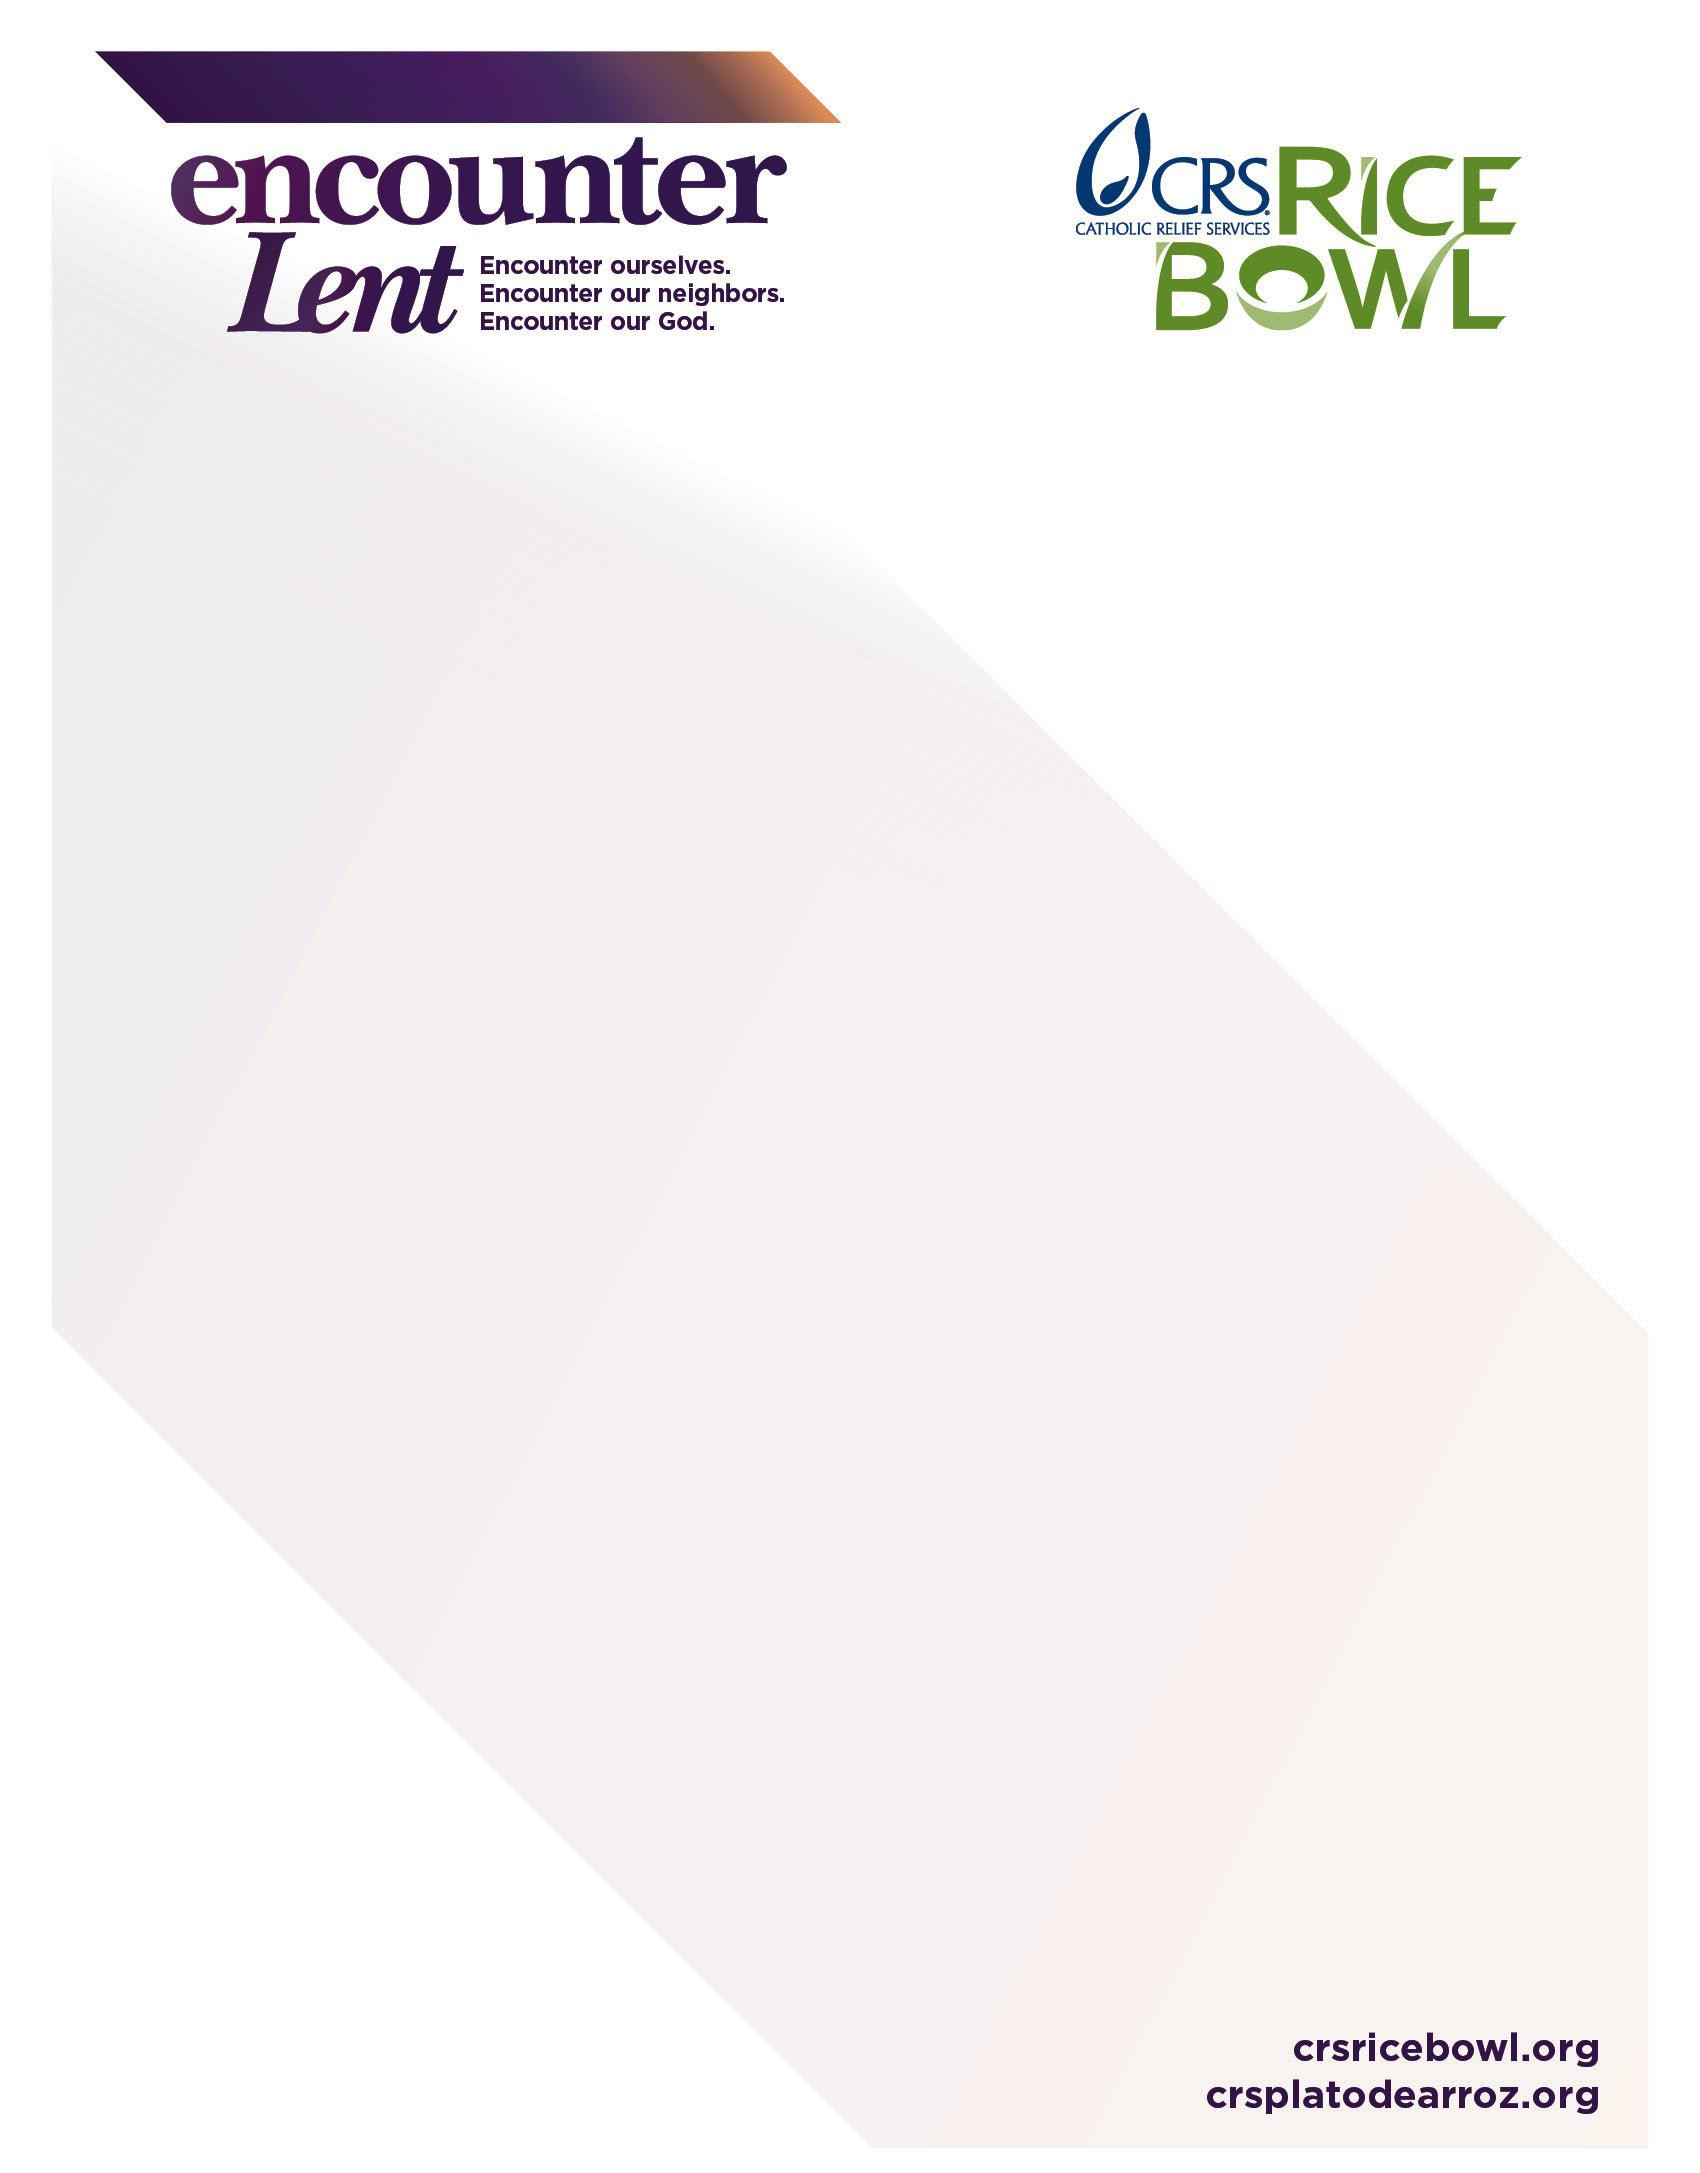 encounter
Lent
Encounter ourselves.
Encounter our neighbors.
Encounter our God.
CRS® RICE
CATHOLIC RELIEF SERVICES
BOWL
crsricebowl.org
crsplatodearroz.org